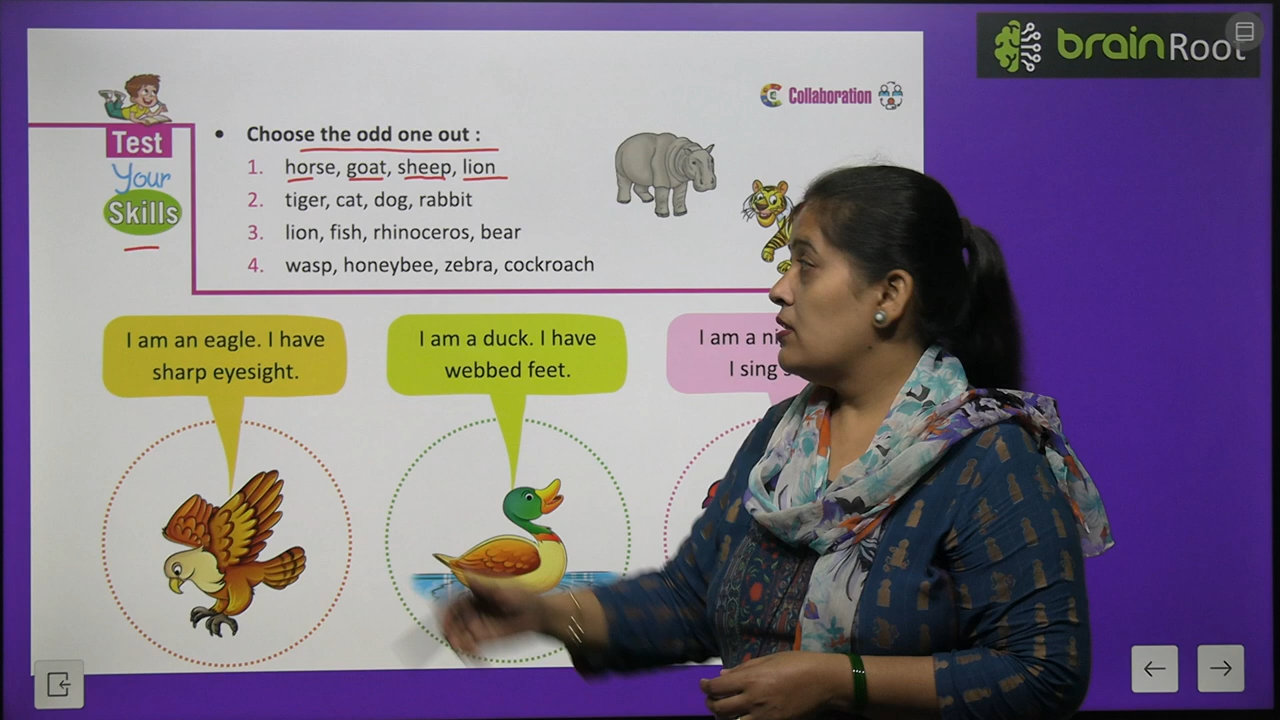 brainRoot
Collaboration
Test
Your
Skills
• Choose the odd one out :
1. horse, goat, sheep, lion
2. tiger, cat, dog, rabbit
3. lion, fish, rhinoceros, bear
4. wasp, honeybee, zebra, cockroach
I am an eagle. I have
sharp eyesight.
I am a duck. I have
webbed feet.
I am a
I sing